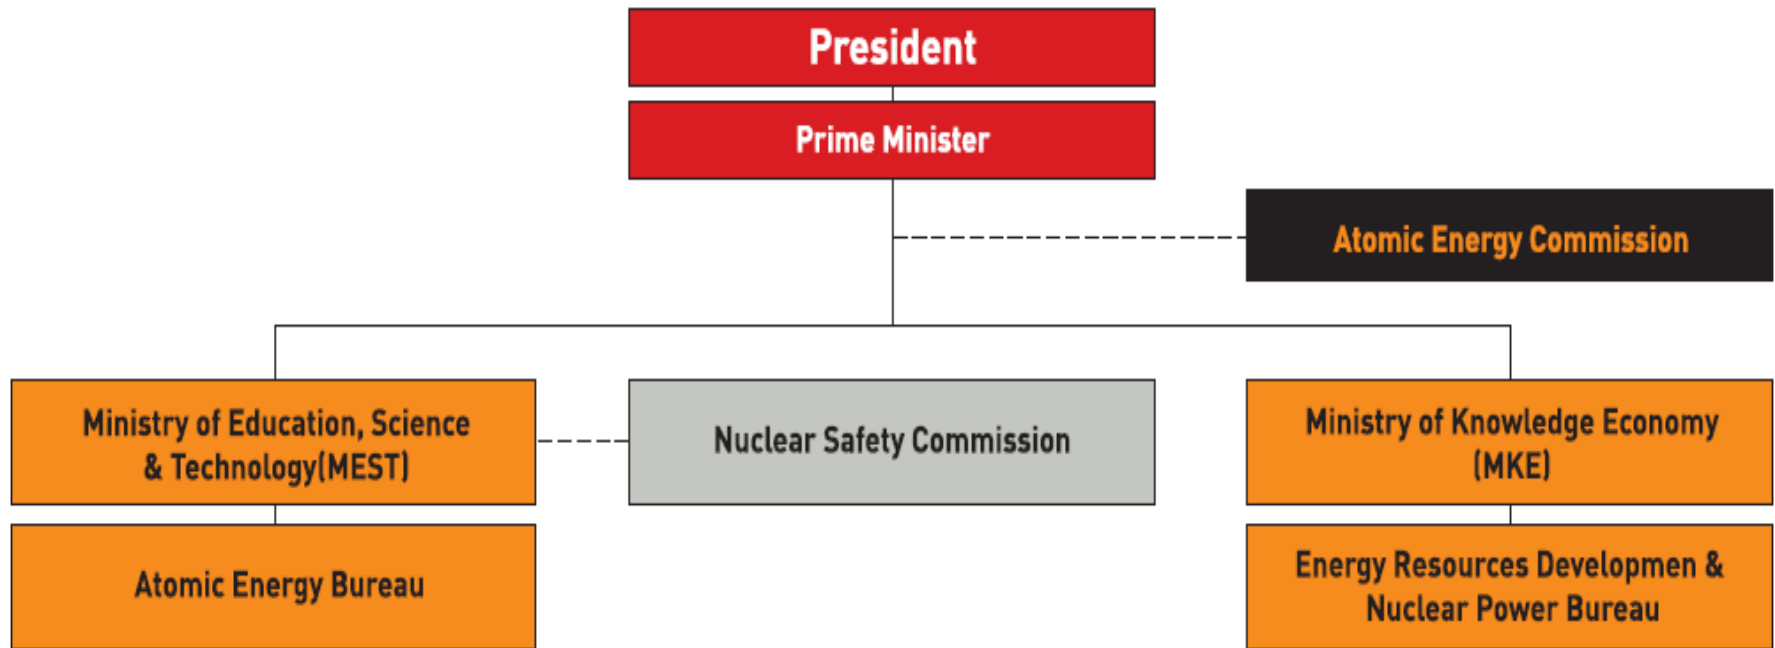 President
Prime Minister
Atomic Energy Commission
Ministry of Education, Science
& Technology(MEST)
Nuclear Safety Commission
Ministry of Knowledge Economy
(MKE)
Atomic Energy Bureau
Energy Resources Developmen &
Nuclear Power Bureau